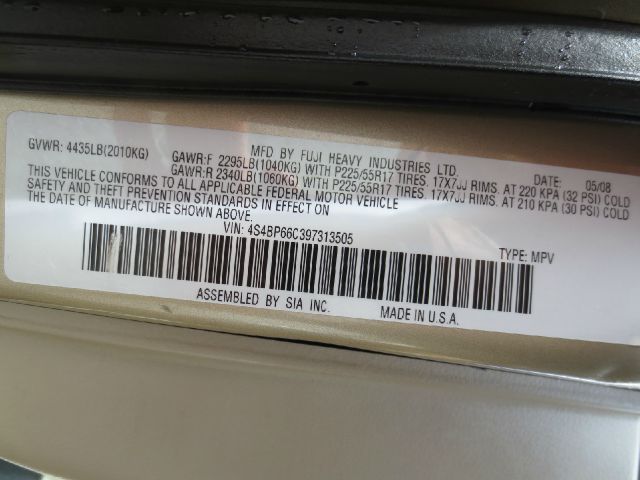 MFD BY FUJI HEAVY INDUSTRIES LTD. DATE: 05/08
GVWR: 4435LB(2010KG) GAWR:F 2295LB(1040KG) WITH P225/55R17 TIRES. 17X7JJ RIMS. AT 220 KPA (32 PSI) COLD
GAWR:R 2340LB(1060KG) WITH P225/55R17 TIRES. 17X7JJ RIMS. AT 210 KPA (30 PSI) COLD
THIS VEHICLE CONFORMS TO ALL APPLICABLE FEDERAL MOTOR VEHICLE
SAFETY AND THEFT PREVENTION STANDARDS IN EFFECT ON
THE DATE OF MANUFACTURE SHOWN ABOVE.
VIN: 4S4BP66C397313505 TYPE: MPV
ASSEMBLED BY SIA INC. MADE IN U.S.A.